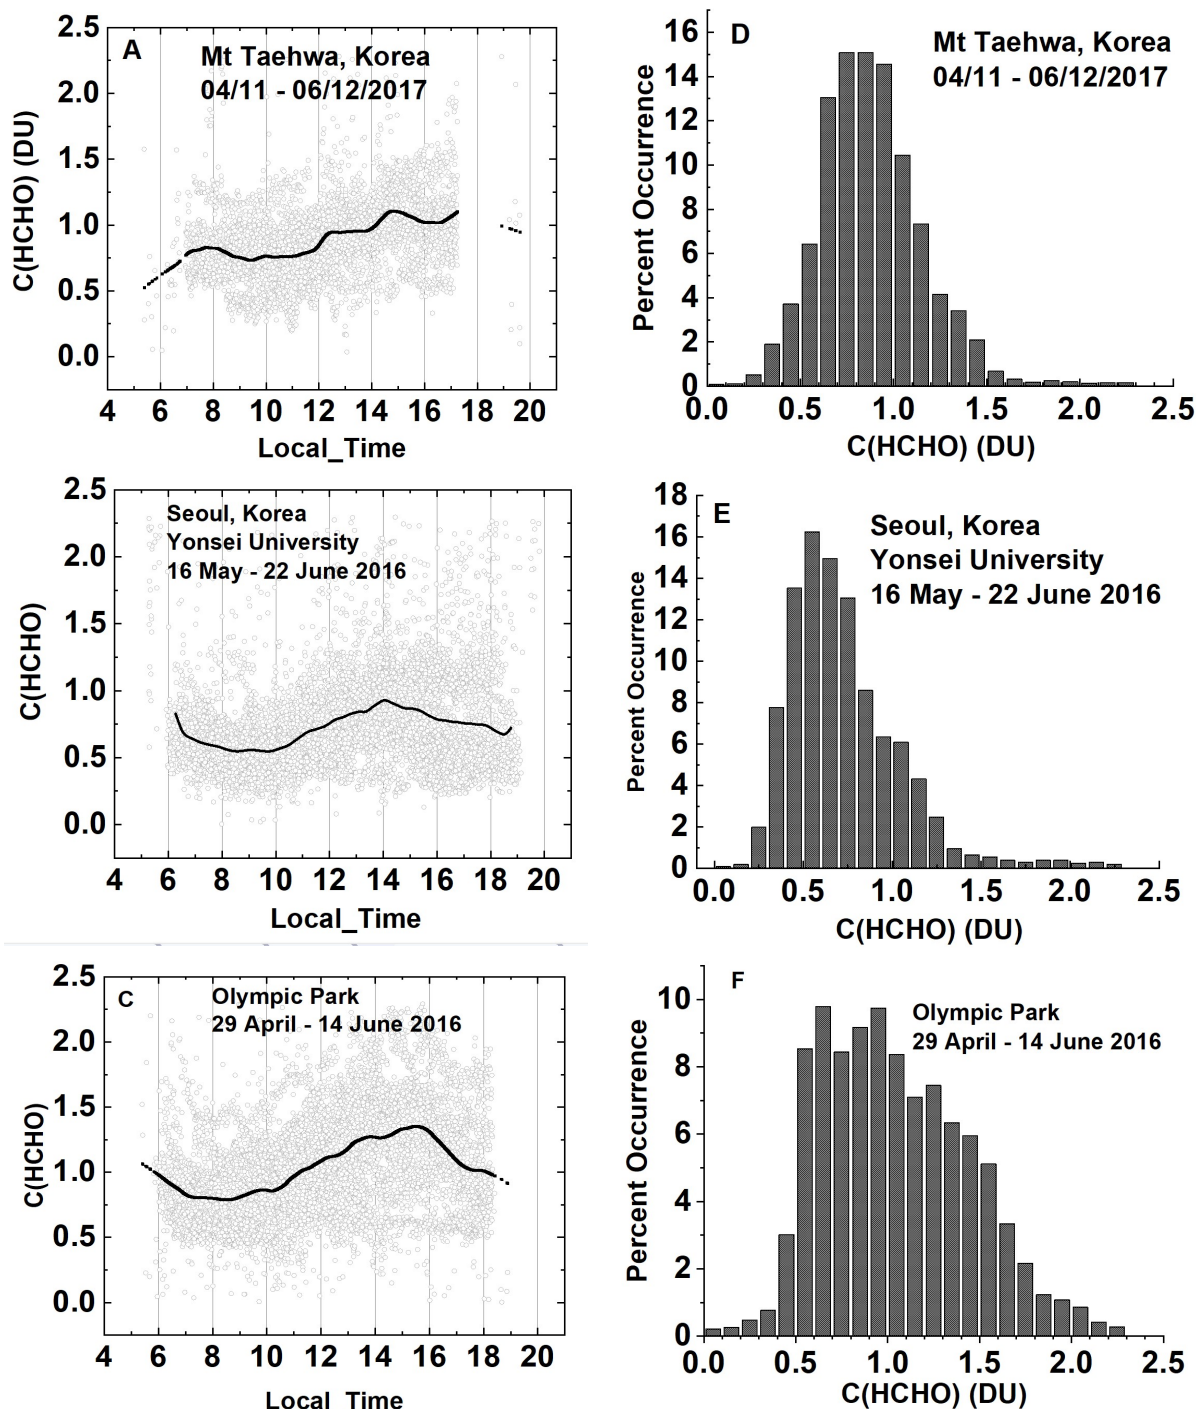 A
Mt Taehwa, Korea
04/11 - 06/12/2017
C(HCHO) (DU)
2.5
2.0
1.5
1.0
0.5
0.0
4 6 8 10 12 14 16 18 20
Local_Time
D
Mt Taehwa, Korea
04/11 - 06/12/2017
Percent Occurrence
16
14
12
10
8
6
4
2
0
0.0 0.5 1.0 1.5 2.0 2.5
C(HCHO) (DU)
Seoul, Korea
Yonsei University
16 May - 22 June 2016
C(HCHO)
2.5
2.0
1.5
1.0
0.5
0.0
4 6 8 10 12 14 16 18 20
Local_Time
E
Seoul, Korea
Yonsei University
16 May - 22 June 2016
Percent Occurrence
18
16
14
12
10
8
6
4
2
0
0.0 0.5 1.0 1.5 2.0 2.5
C(HCHO) (DU)
C
Olympic Park
29 April - 14 June 2016
C(HCHO)
2.5
2.0
1.5
1.0
0.5
0.0
4 6 8 10 12 14 16 18 20
Local_Time
F
Olympic Park
29 April - 14 June 2016
Percent Occurrence
10
8
6
4
2
0
0.0 0.5 1.0 1.5 2.0 2.5
C(HCHO) (DU)